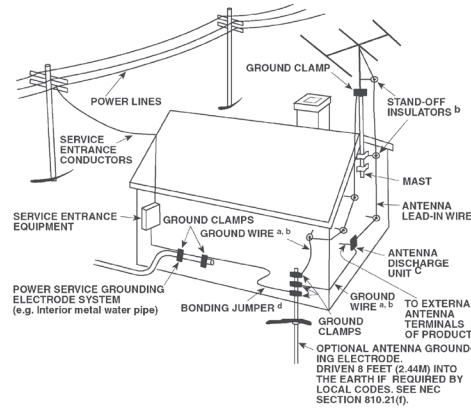 GROUND CLAMP
POWER LINES
STAND-OFF
INSULATORS b
SERVICE
ENTRANCE
CONDUCTORS
MAST
ANTENNA
LEAD-IN WIRE
SERVICE ENTRANCE
EQUIPMENT
GROUND CLAMPS
GROUND WIRE a, b
ANTENNA
DISCHARGE
UNIT C
POWER SERVICE GROUNDING
ELECTRODE SYSTEM
(e.g. Interior metal water pipe)
BONDING JUMPER d
GROUND
WIRE a, b
GROUND
CLAMPS
TO EXTERNA
ANTENNA
TERMINALS
OF PRODUCT
OPTIONAL ANTENNA GROUND-
ING ELECTRODE.
DRIVEN 8 FEET (2.44M) INTO
THE EARTH IF REQUIRED BY
LOCAL CODES. SEE NEC
SECTION 810.21(f).